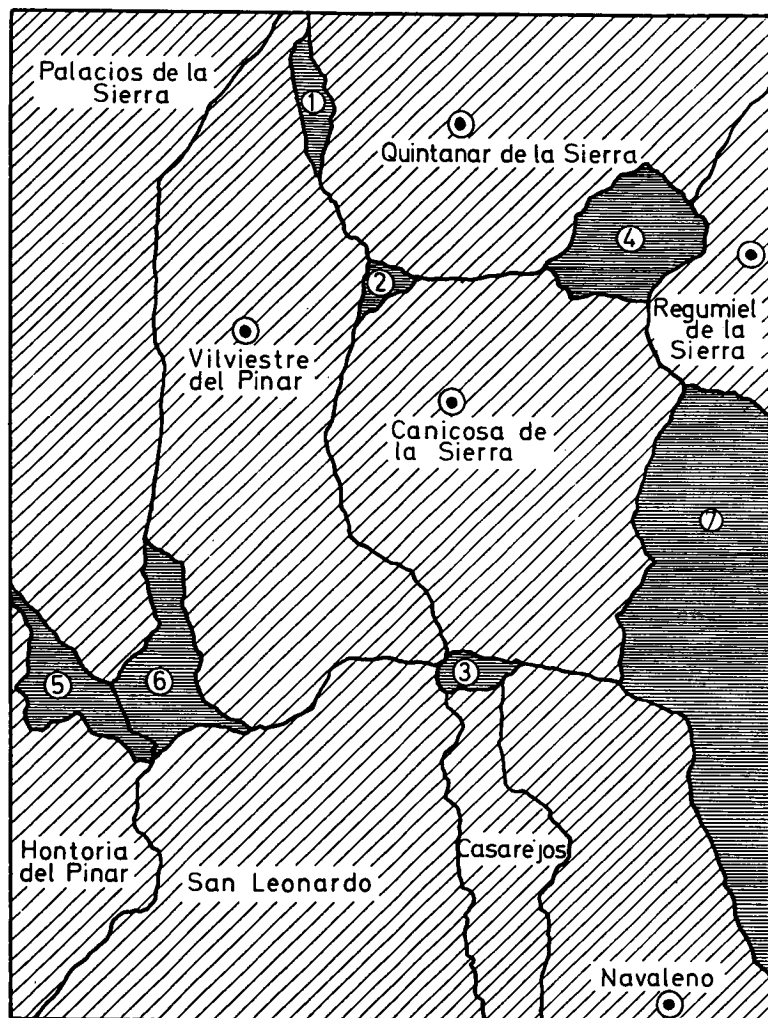 Palacios de la
Sierra
1
Quintanar de la Sierra
4
2
Regumiel
de la
Sierra
Vilviestre
del Pinar
Canicosa de
la Sierra
7
3
5
6
Hontoria
del Pinar
San Leonardo
Casarejos
Navaleno